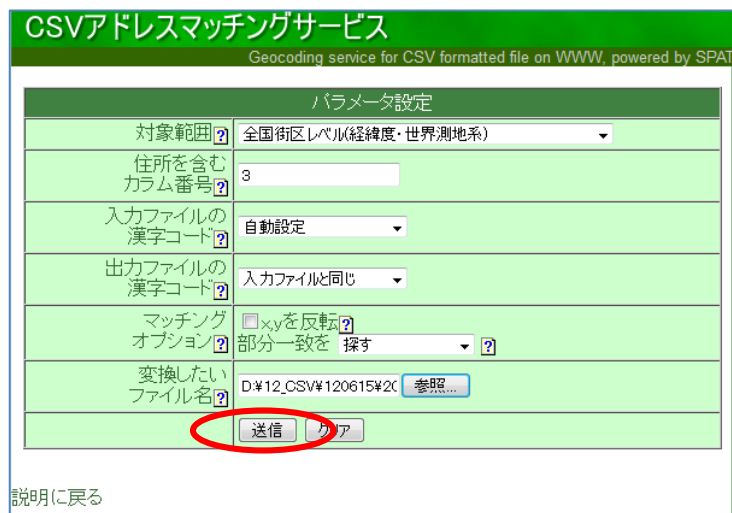 CSVアドレスマッチングサービス
Geocoding service for CSV formatted file on WWW, powered by SPAT
パラメータ設定
対象範囲? 全国街区レベル(経緯度・世界測地系)
住所を含む
カラム番号? 3
入力ファイルの
漢字コード? 自動設定
出力ファイルの
漢字コード? 入力ファイルと同じ
マッチング
オプション? □x,yを反転?
部分一致を 探す ?
変換したい
ファイル名? D:¥12_CSV¥120615¥2( 参照...
送信 クリア
説明に戻る